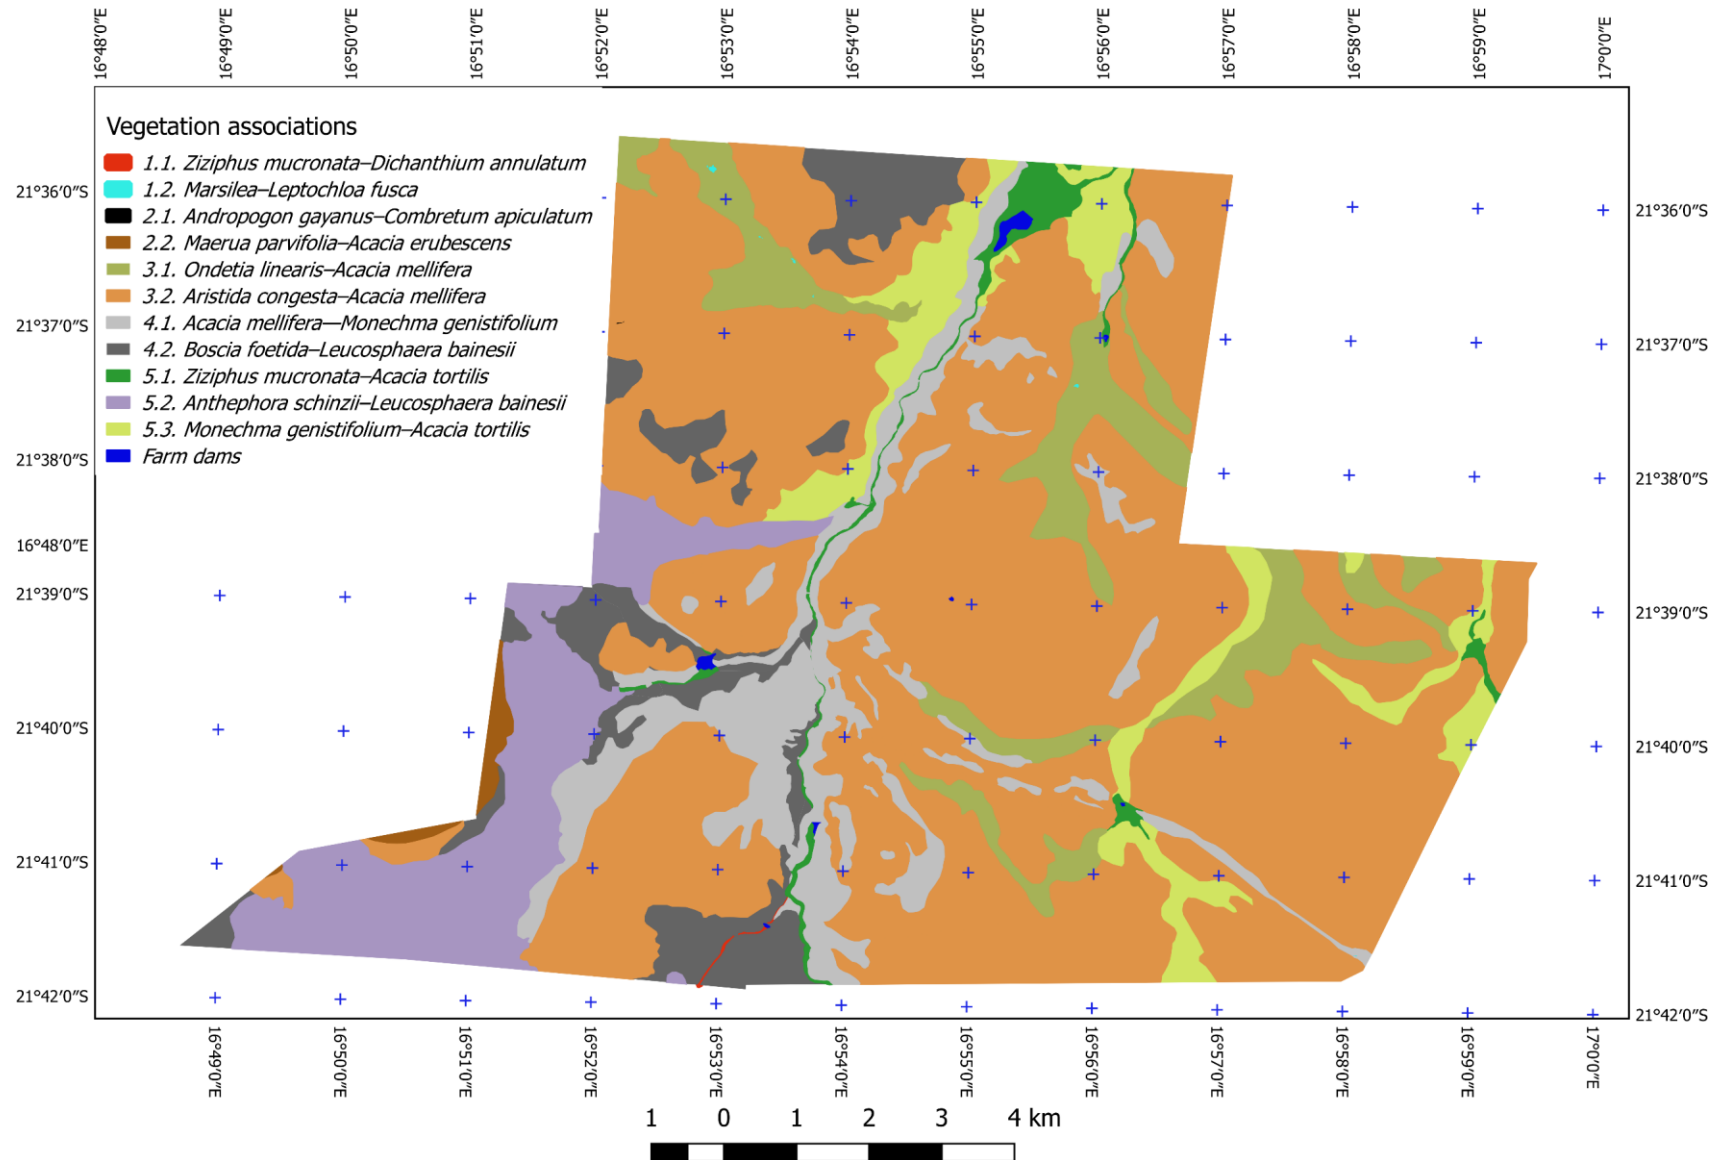 16°48′0″E 16°49′0″E 16°50′0″E 16°51′0″E 16°52′0″E 16°53′0″E 16°54′0″E 16°55′0″E 16°56′0″E 16°57′0″E 16°58′0″E 16°59′0″E 17°0′0″E
Vegetation associations
1.1. Ziziphus mucronata–Dichanthium annulatum
1.2. Marsilea–Leptochloa fusca
2.1. Andropogon gayanus–Combretum apiculatum
2.2. Maerua parvifolia–Acacia erubescens
3.1. Ondetia linearis–Acacia mellifera
3.2. Aristida congesta–Acacia mellifera
4.1. Acacia mellifera—Monechma genistifolium
4.2. Boscia foetida–Leucosphaera bainesii
5.1. Ziziphus mucronata–Acacia tortilis
5.2. Anthephora schinzii–Leucosphaera bainesii
5.3. Monechma genistifolium–Acacia tortilis
Farm dams
21°36′0″S
21°37′0″S
21°38′0″S
16°48′0″E
21°39′0″S
21°40′0″S
21°41′0″S
21°42′0″S
21°36′0″S
21°37′0″S
21°38′0″S
21°39′0″S
21°40′0″S
21°41′0″S
21°42′0″S
16°49′0″E 16°50′0″E 16°51′0″E 16°52′0″E 16°53′0″E 16°54′0″E 16°55′0″E 16°56′0″E 16°57′0″E 16°58′0″E 16°59′0″E 17°0′0″E
1 0 1 2 3 4 km